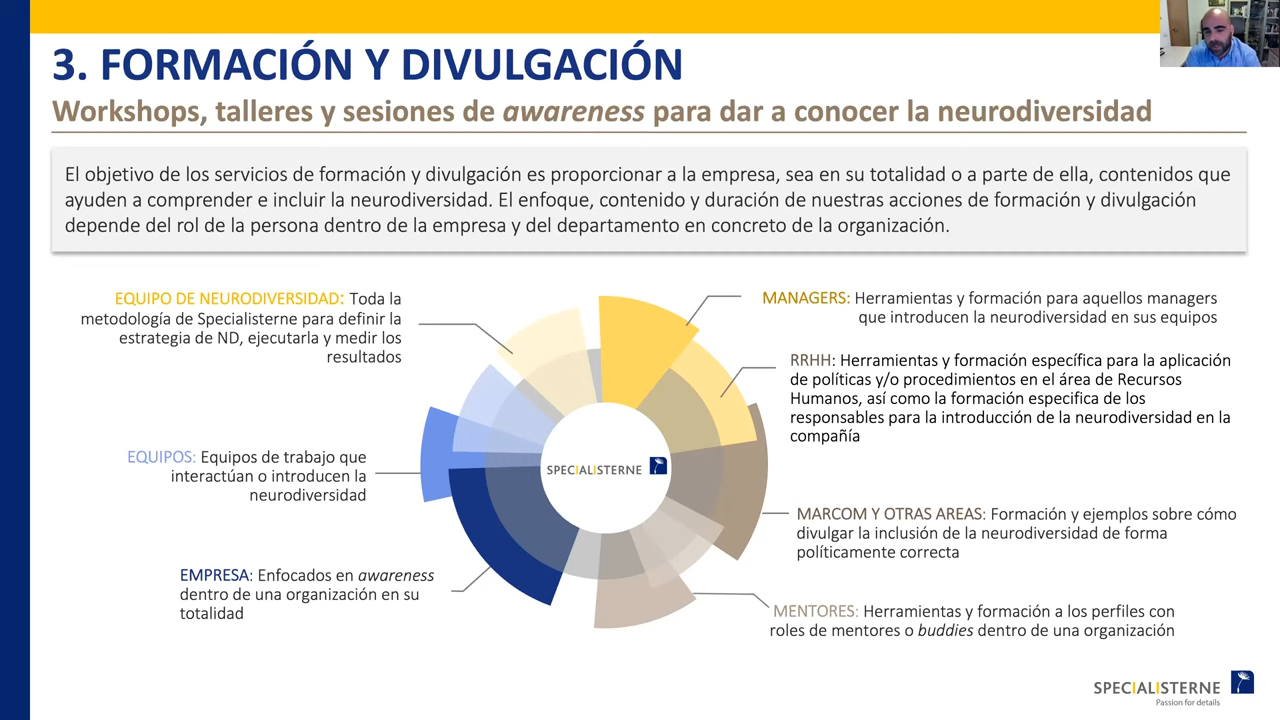 3. FORMACIÓN Y DIVULGACIÓN
Workshops, talleres y sesiones de awareness para dar a conocer la neurodiversidad
El objetivo de los servicios de formación y divulgación es proporcionar a la empresa, sea en su totalidad o a parte de ella, contenidos que
ayuden a comprender e incluir la neurodiversidad. El enfoque, contenido y duración de nuestras acciones de formación y divulgación
depende del rol de la persona dentro de la empresa y del departamento en concreto de la organización.
EQUIPO DE NEURODIVERSIDAD: Toda la
metodología de Specialisterne para definir la
estrategia de ND, ejecutarla y medir los
resultados
EQUIPOS: Equipos de trabajo que
interactúan o introducen la
neurodiversidad
EMPRESA: Enfocados en awareness
dentro de una organización en su
totalidad
SPECIALISTERNE
MANAGERS: Herramientas y formación para aquellos managers
que introducen la neurodiversidad en sus equipos
RRHH: Herramientas y formación específica para la aplicación
de políticas y/o procedimientos en el área de Recursos
Humanos, así como la formación especifica de los
responsables para la introducción de la neurodiversidad en la
compañía
MARCOM Y OTRAS AREAS: Formación y ejemplos sobre cómo
divulgar la inclusión de la neurodiversidad de forma
políticamente correcta
MENTORES: Herramientas y formación a los perfiles con
roles de mentores o buddies dentro de una organización
SPECIALISTERNE
Passion for details